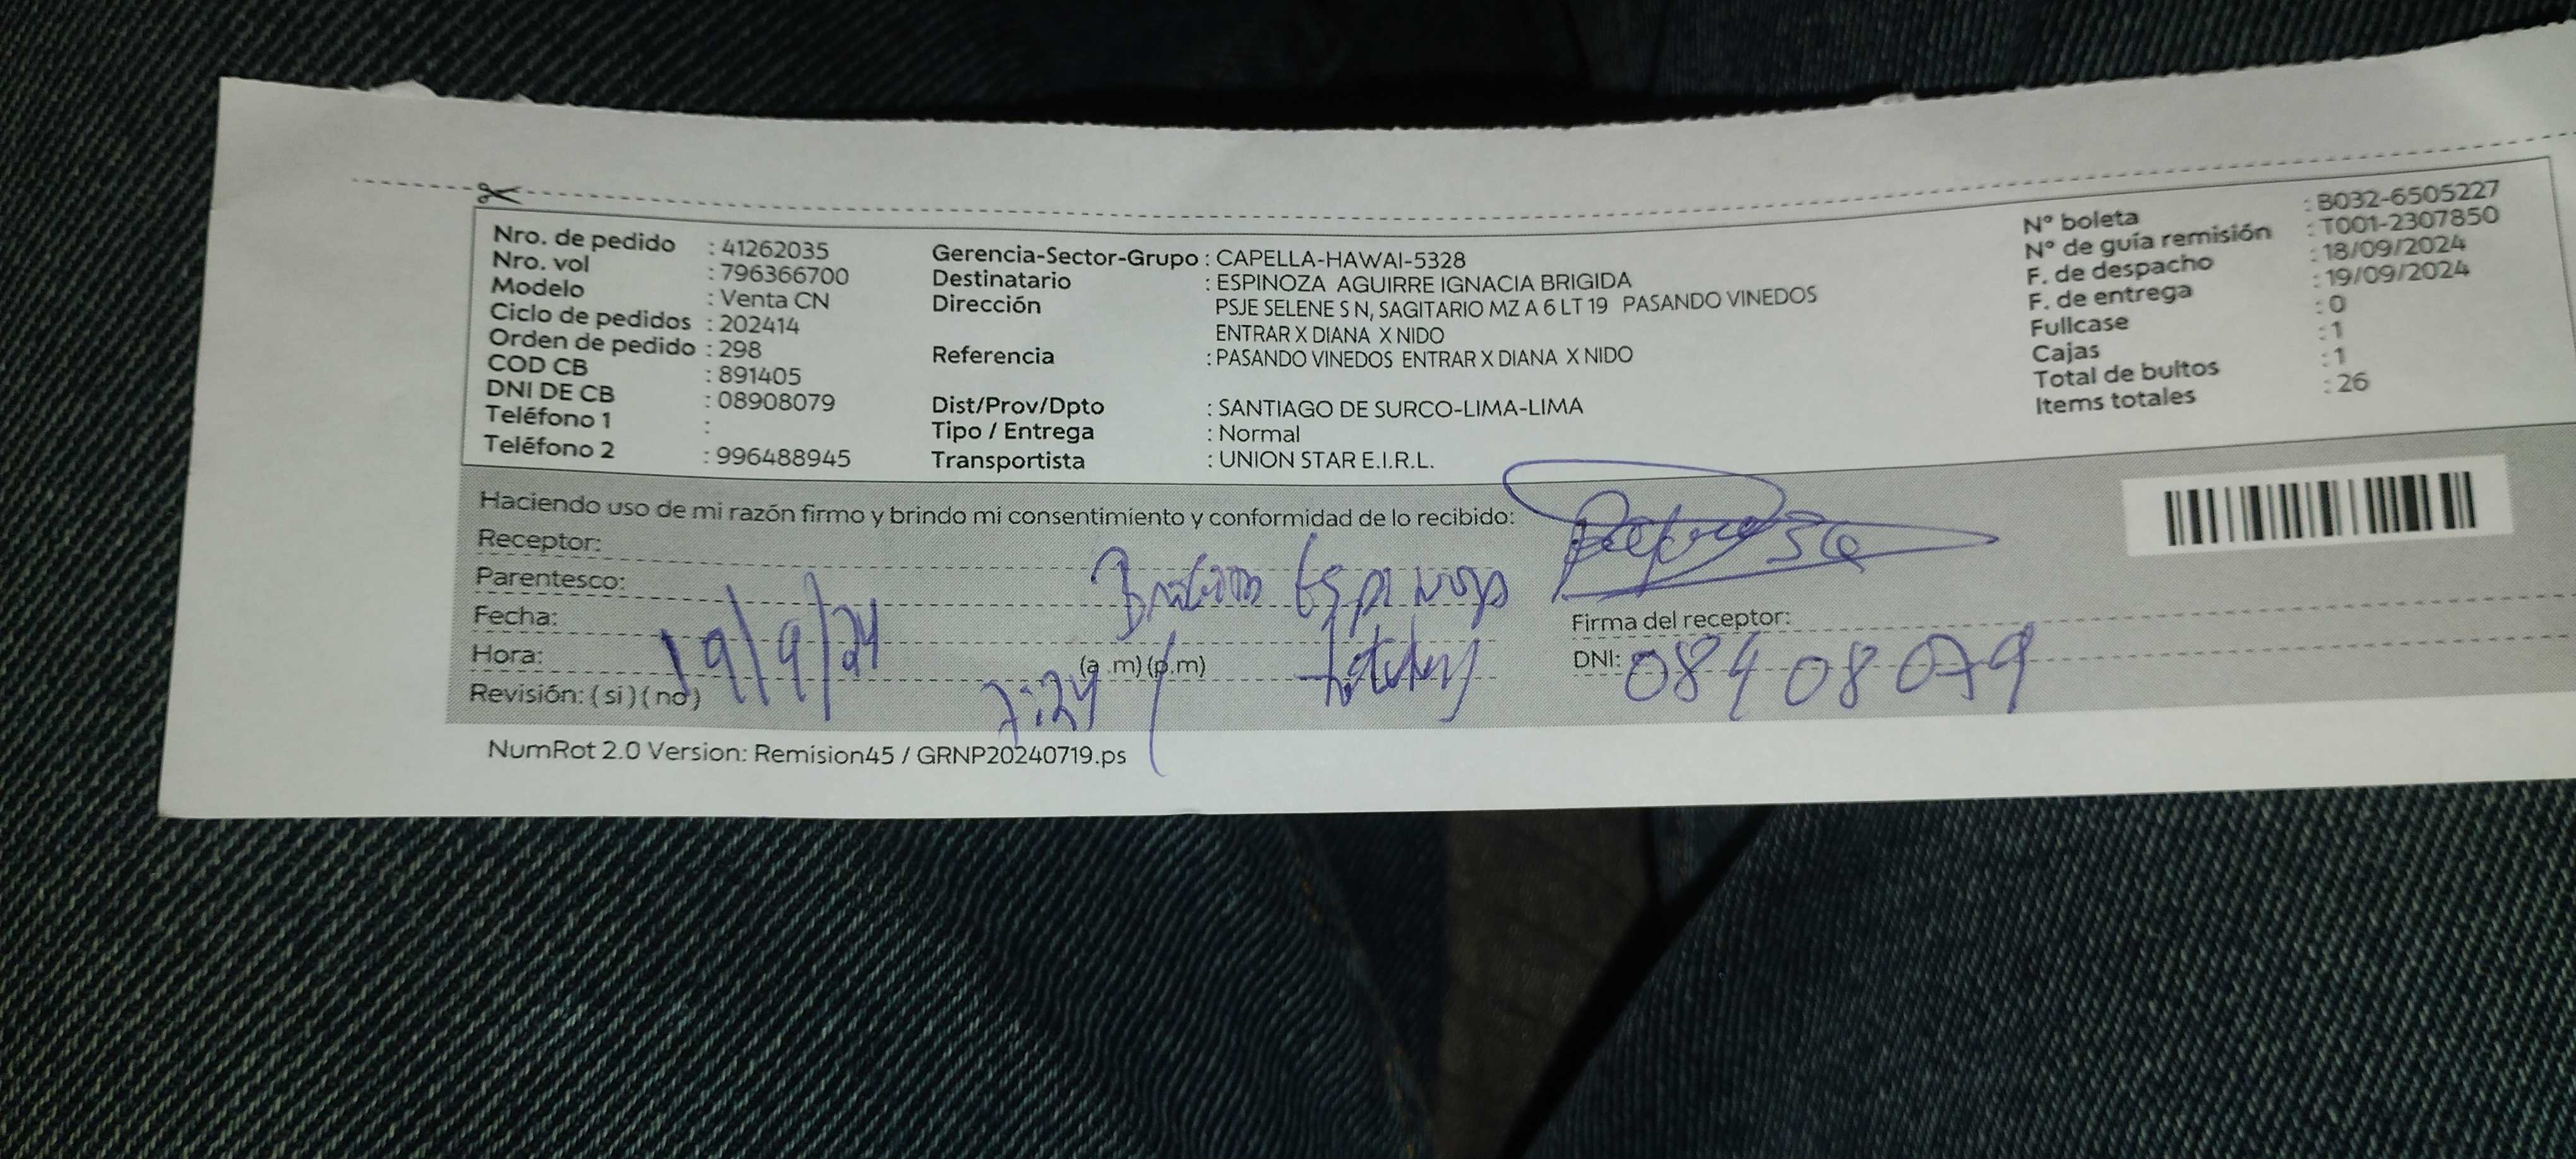 Nro. de pedido : 41262035
Nro. vol : 796366700
Modelo : Venta CN
Ciclo de pedidos : 202414
Orden de pedido : 298
COD CB : 891405
DNI DE CB : 08908079
Teléfono 1 :
Teléfono 2 : 996488945
Gerencia-Sector-Grupo : CAPELLA-HAWAI-5328
Destinatario : ESPINOZA AGUIRRE IGNACIA BRIGIDA
Dirección PSJE SELENE S N, SAGITARIO MZ A 6 LT 19 PASANDO VINEDOS
ENTRAR X DIANA X NIDO
Referencia : PASANDO VINEDOS ENTRAR X DIANA X NIDO
Dist/Prov/Dpto : SANTIAGO DE SURCO-LIMA-LIMA
Tipo / Entrega : Normal
Transportista : UNION STAR E.I.R.L.
N° boleta : B032-6505227
N° de guía remisión : T001-2307850
F. de despacho : 18/09/2024
F. de entrega : 19/09/2024
Fullcase : 0
Cajas : 1
Total de bultos : 1
Items totales : 26
Haciendo uso de mi razón firmo y brindo mi consentimiento y conformidad de lo recibido:
Receptor:
Parentesco: Espinoza
Fecha: 19/9/24
Firma del receptor:
Hora: 7:24 (a .m)(p.m)
DNI: 08908079
Revisión: ( si ) ( no )
NumRot 2.0 Version: Remision45 / GRNP20240719.ps